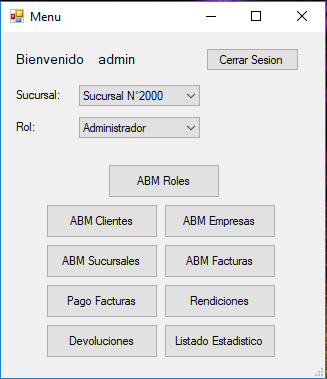 Menu
Bienvenido admin Cerrar Sesion
Sucursal: Sucursal N°2000
Rol: Administrador
ABM Roles
ABM Clientes ABM Empresas
ABM Sucursales ABM Facturas
Pago Facturas Rendiciones
Devoluciones Listado Estadistico